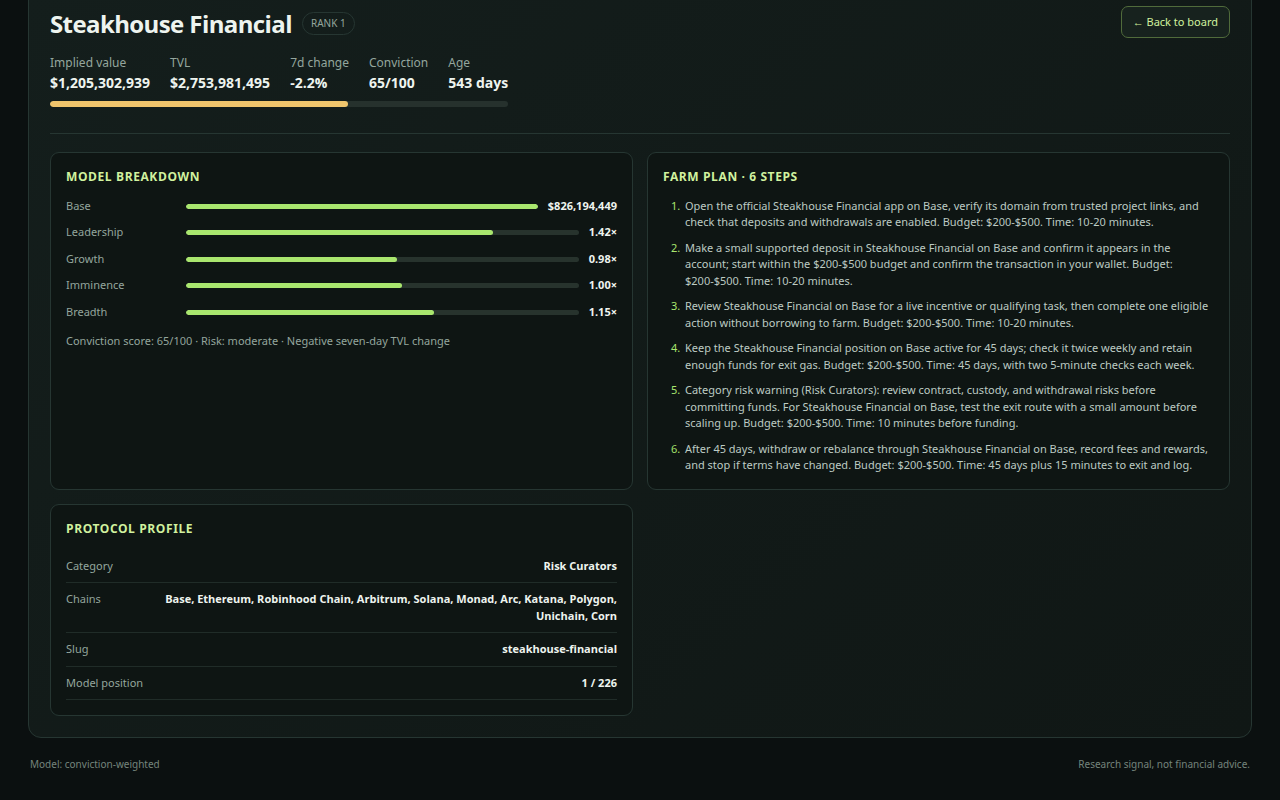 Steakhouse Financial
RANK 1
← Back to board
Implied value
$1,205,302,939
TVL
$2,753,981,495
7d change
-2.2%
Conviction
65/100
Age
543 days
MODEL BREAKDOWN
Base $826,194,449
Leadership 1.42×
Growth 0.98×
Imminence 1.00×
Breadth 1.15×
Conviction score: 65/100 · Risk: moderate · Negative seven-day TVL change
FARM PLAN · 6 STEPS
1. Open the official Steakhouse Financial app on Base, verify its domain from trusted project links, and
check that deposits and withdrawals are enabled. Budget: $200-$500. Time: 10-20 minutes.
2. Make a small supported deposit in Steakhouse Financial on Base and confirm it appears in the
account; start within the $200-$500 budget and confirm the transaction in your wallet. Budget:
$200-$500. Time: 10-20 minutes.
3. Review Steakhouse Financial on Base for a live incentive or qualifying task, then complete one eligible
action without borrowing to farm. Budget: $200-$500. Time: 10-20 minutes.
4. Keep the Steakhouse Financial position on Base active for 45 days; check it twice weekly and retain
enough funds for exit gas. Budget: $200-$500. Time: 45 days, with two 5-minute checks each week.
5. Category risk warning (Risk Curators): review contract, custody, and withdrawal risks before
committing funds. For Steakhouse Financial on Base, test the exit route with a small amount before
scaling up. Budget: $200-$500. Time: 10 minutes before funding.
6. After 45 days, withdraw or rebalance through Steakhouse Financial on Base, record fees and rewards,
and stop if terms have changed. Budget: $200-$500. Time: 45 days plus 15 minutes to exit and log.
PROTOCOL PROFILE
Category Risk Curators
Chains Base, Ethereum, Robinhood Chain, Arbitrum, Solana, Monad, Arc, Katana, Polygon,
Unichain, Corn
Slug steakhouse-financial
Model position 1 / 226
Model: conviction-weighted
Research signal, not financial advice.